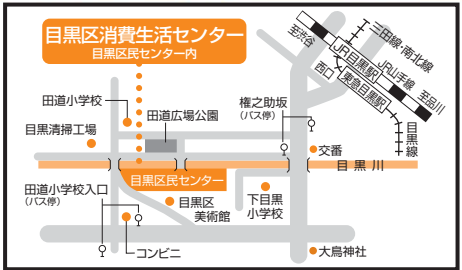 目黒区消費生活センター
目黒区民センター内
至渋谷
三田線・南北線
JR目黒駅
JR山手線
至品川
西口
東急目黒駅
目黒線
田道小学校
田道広場公園
権之助坂
(バス停)
目黒清掃工場
交番
目黒川
田道小学校入口
(バス停)
目黒区民センター
目黒区
美術館
下目黒
小学校
コンビニ
大鳥神社